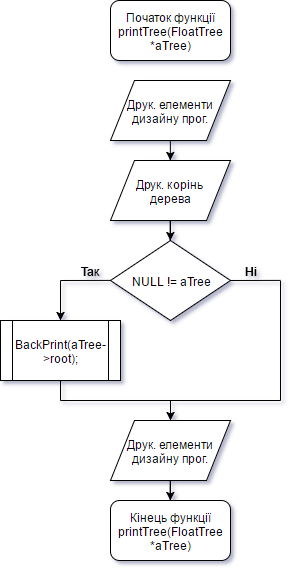 Початок функції
printTree(FloatTree
*aTree)
Друк. елементи
дизайну прог.
Друк. корінь
дерева
NULL != aTree
Так
Ні
BackPrint(aTree-
>root);
Друк. елементи
дизайну прог.
Кінець функції
printTree(FloatTree
*aTree)